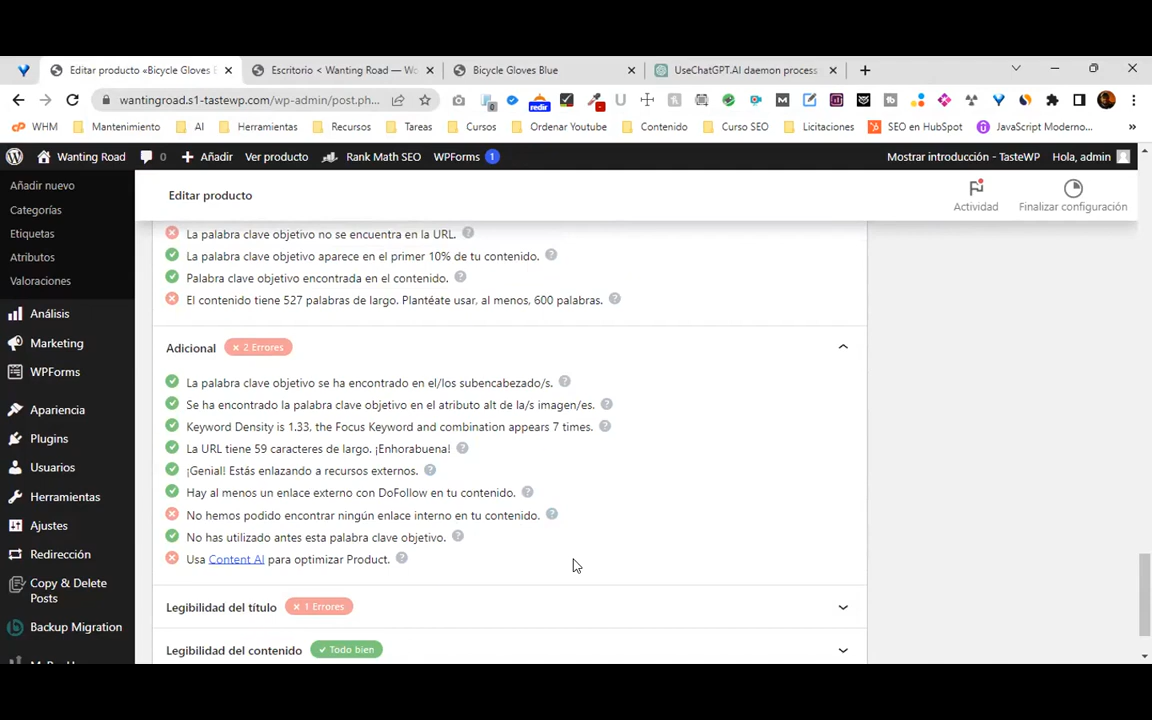 Editar producto «Bicycle Gloves E
Escritorio < Wanting Road — Wo
Bicycle Gloves Blue
UseChatGPT.AI daemon process
wantingroad.s1-tastewp.com/wp-admin/post.ph...
0
redir
WHM
Mantenimiento
AI
Herramientas
Recursos
Tareas
Cursos
Ordenar Youtube
Contenido
Curso SEO
Licitaciones
SEO en HubSpot
JavaScript Moderno...
Wanting Road
0
Añadir
Ver producto
Rank Math SEO
WPForms 1
Mostrar introducción - TasteWP
Hola, admin
Añadir nuevo
Categorías
Etiquetas
Atributos
Valoraciones
Análisis
Marketing
WPForms
Apariencia
Plugins
Usuarios
Herramientas
Ajustes
Redirección
Copy & Delete
Posts
Backup Migration
Editar producto
Actividad
Finalizar configuración
La palabra clave objetivo no se encuentra en la URL.
La palabra clave objetivo aparece en el primer 10% de tu contenido.
Palabra clave objetivo encontrada en el contenido.
El contenido tiene 527 palabras de largo. Plantéate usar, al menos, 600 palabras.
Adicional × 2 Errores
La palabra clave objetivo se ha encontrado en el/los subencabezado/s.
Se ha encontrado la palabra clave objetivo en el atributo alt de la/s imagen/es.
Keyword Density is 1.33, the Focus Keyword and combination appears 7 times.
La URL tiene 59 caracteres de largo. ¡Enhorabuena!
¡Genial! Estás enlazando a recursos externos.
Hay al menos un enlace externo con DoFollow en tu contenido.
No hemos podido encontrar ningún enlace interno en tu contenido.
No has utilizado antes esta palabra clave objetivo.
Usa Content AI para optimizar Product.
Legibilidad del título × 1 Errores
Legibilidad del contenido ✓ Todo bien